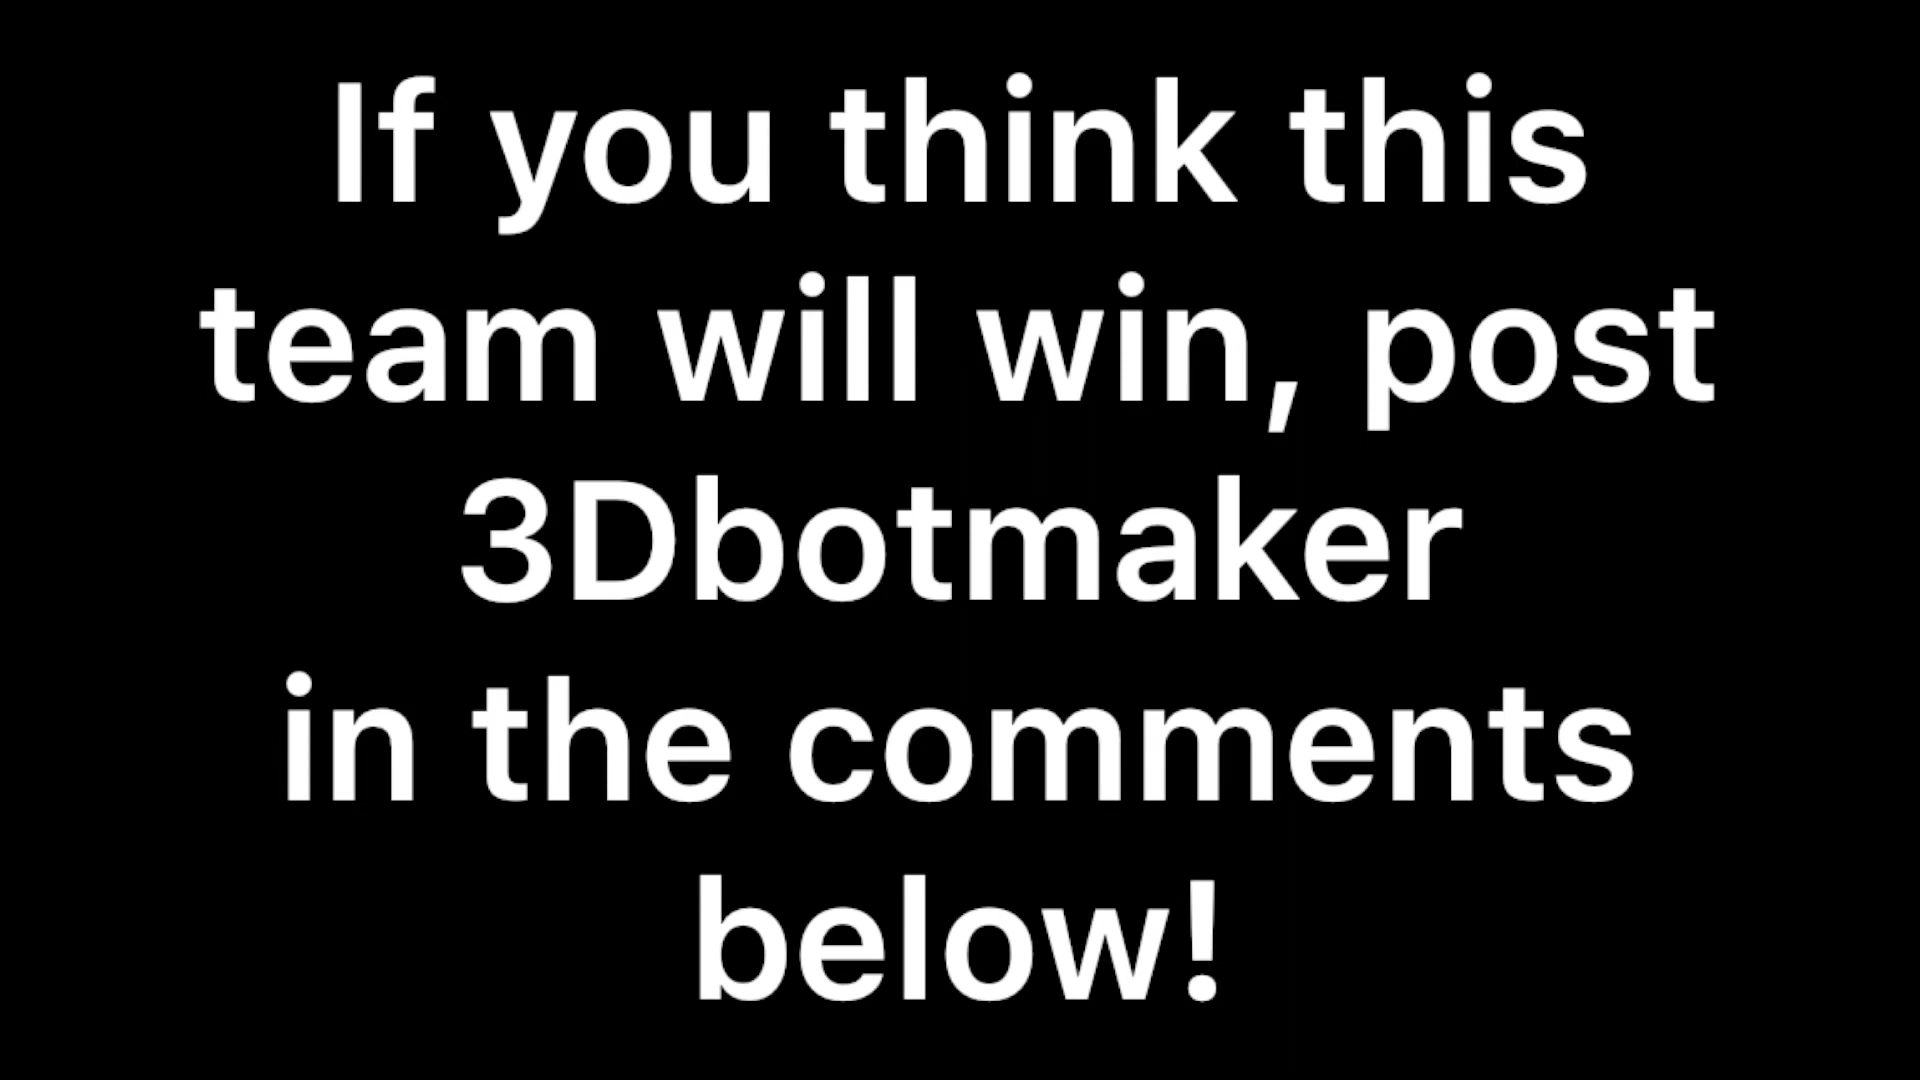 If you think this
team will win, post
3Dbotmaker
in the comments
below!